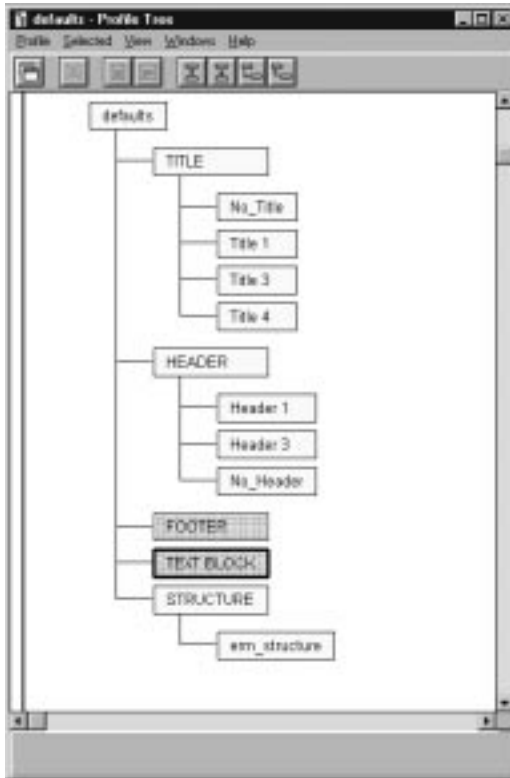 defaults - Profile Tree
Profile Selected View Windows Help
defaults
TITLE
No_Title
Title 1
Title 3
Title 4
HEADER
Header 1
Header 3
No_Header
FOOTER
TEXT BLOCK
STRUCTURE
erm_structure